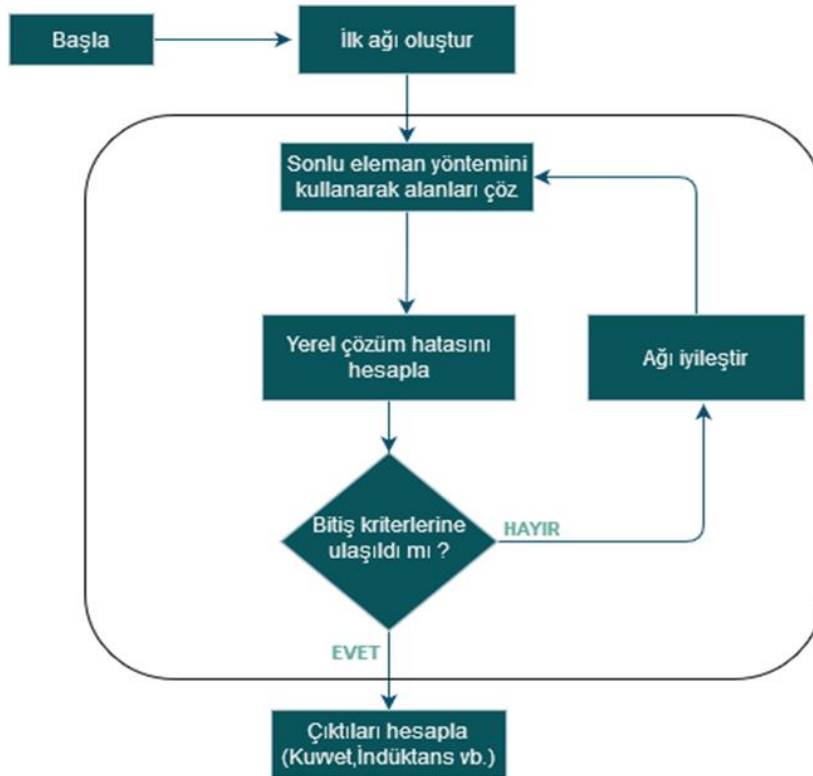 Başla
İlk ağı oluştur
Sonlu eleman yöntemini
kullanarak alanları çöz
Yerel çözüm hatasını
hesapla
Ağı iyileştir
Bitiş kriterlerine
ulaşıldı mı ?
HAYIR
EVET
Çıktıları hesapla
(Kuvvet,İndüktans vb.)